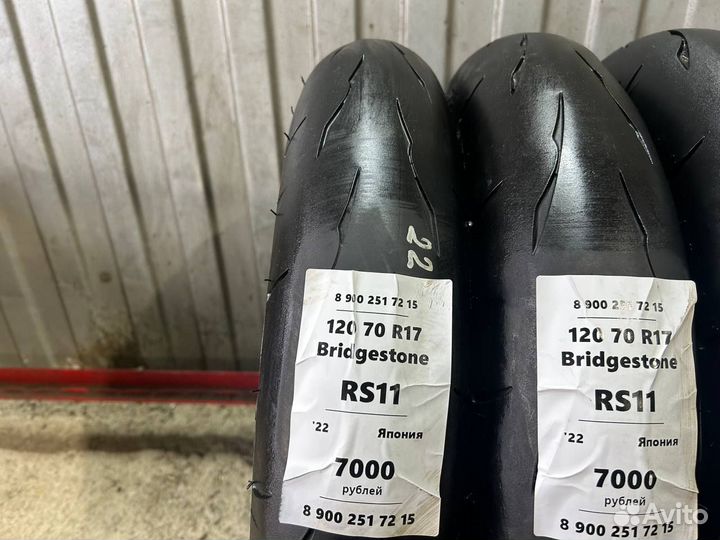 22
8 900 251 72 15
120 70 R17
Bridgestone
RS11
'22 Япония
7000
рублей
8 900 251 72 15
8 900 251 72 15
120 70 R17
Bridgestone
RS11
'22 Япония
7000
рублей
8 900 251 72 15
Avito